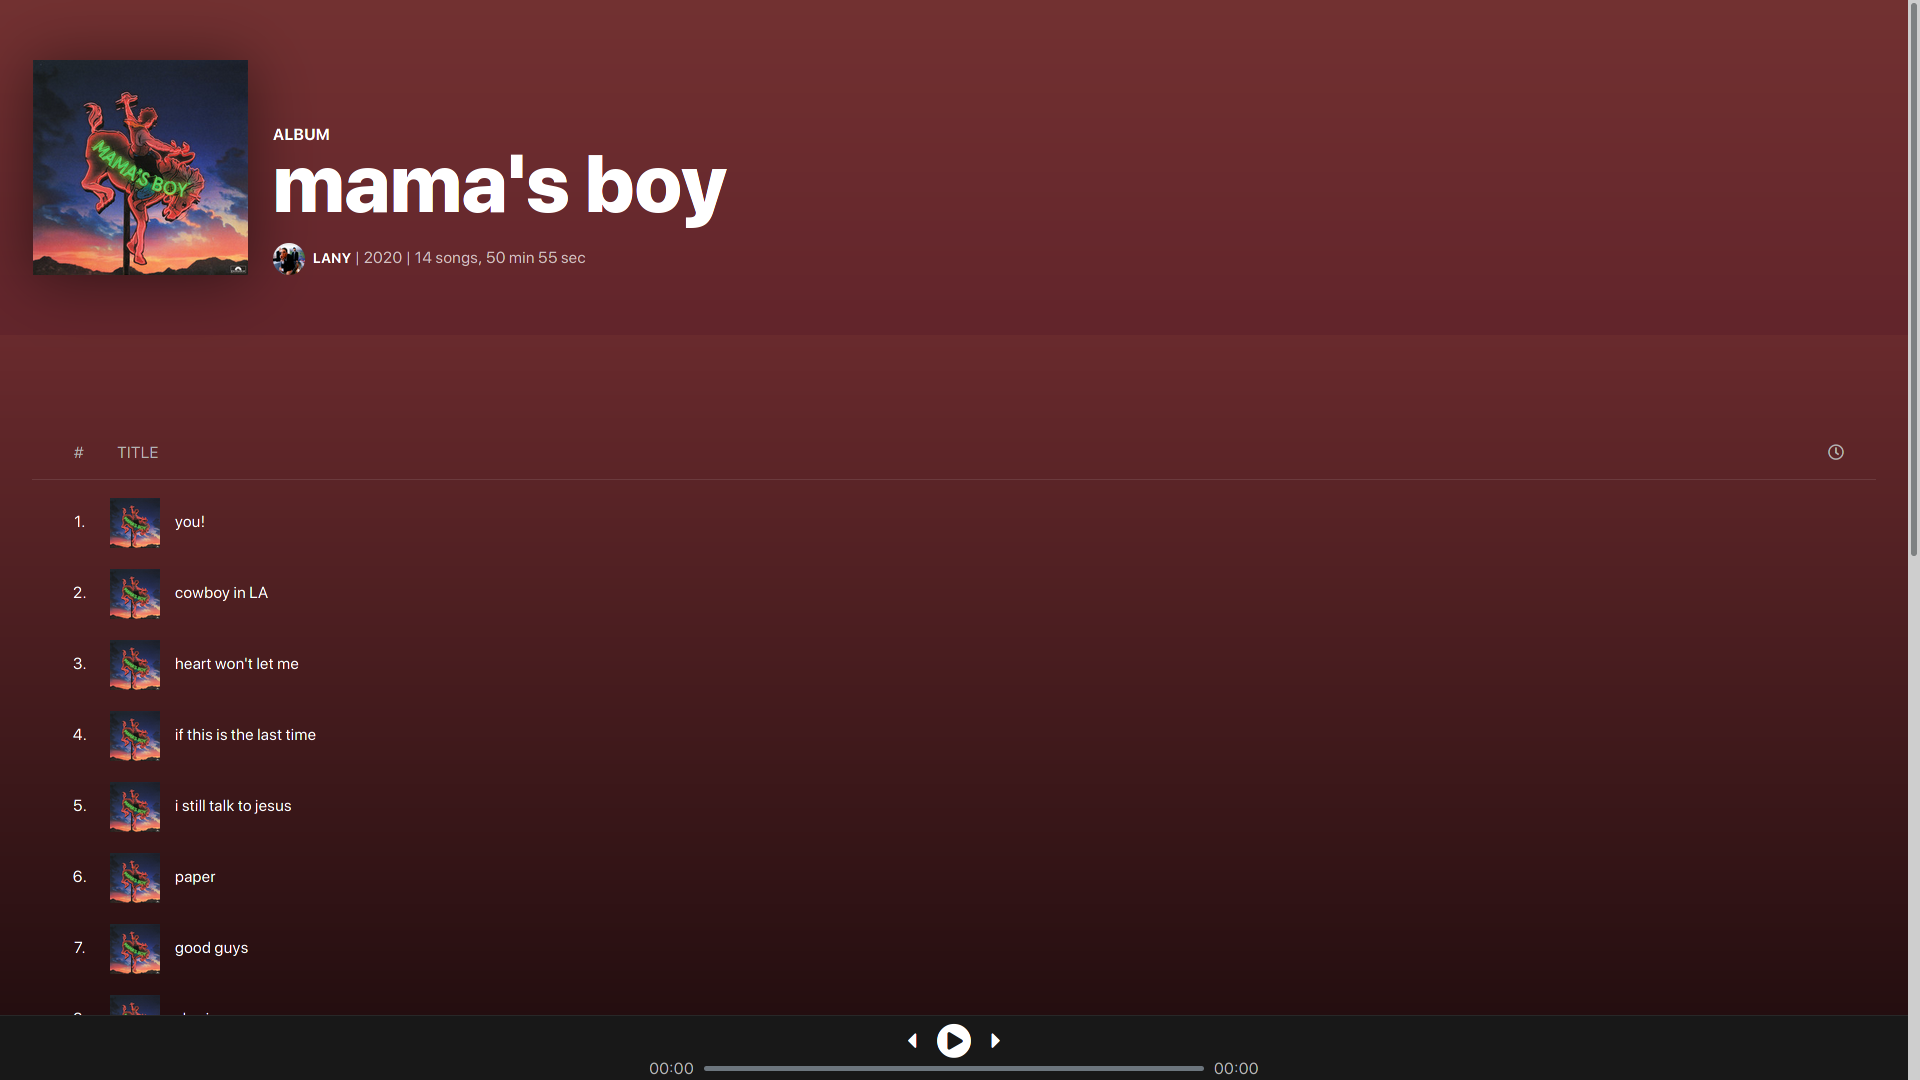 MAMA'S BOY
ALBUM
mama's boy
LANY | 2020 | 14 songs, 50 min 55 sec
# TITLE
1. you!
2. cowboy in LA
3. heart won't let me
4. if this is the last time
5. i still talk to jesus
6. paper
7. good guys
00:00 00:00